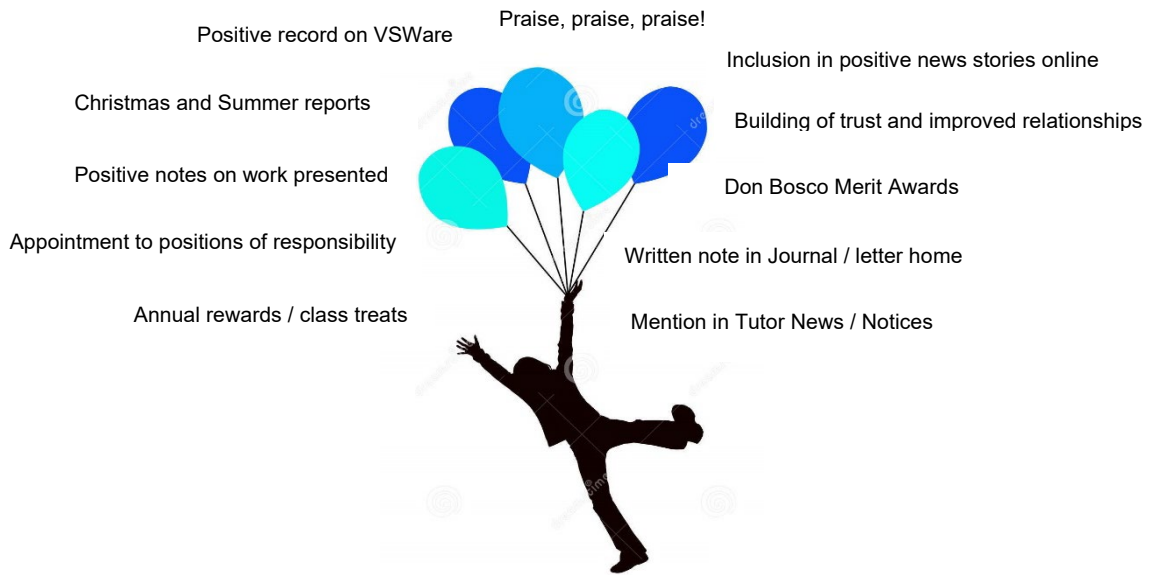 Praise, praise, praise!
Positive record on VSWare
Inclusion in positive news stories online
Christmas and Summer reports
Building of trust and improved relationships
Positive notes on work presented
Don Bosco Merit Awards
Appointment to positions of responsibility
Written note in Journal / letter home
Annual rewards / class treats
Mention in Tutor News / Notices